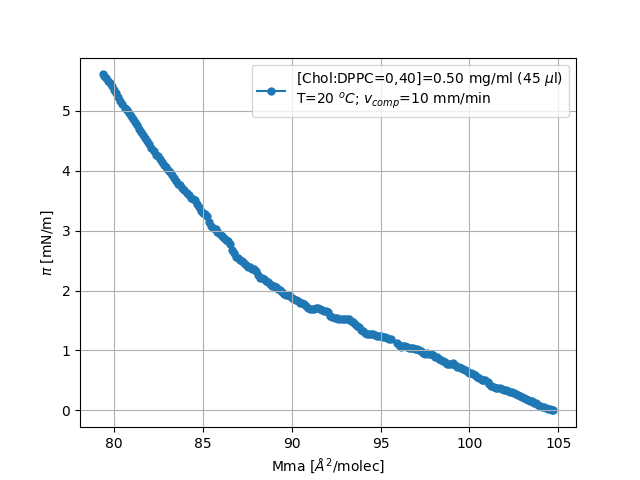 [Chol:DPPC=0,40]=0.50 mg/ml (45 μl)
T=20 °C; v_comp=10 mm/min
5
4
3
2
1
0
π [mN/m]
80 85 90 95 100 105
Mma [Å²/molec]